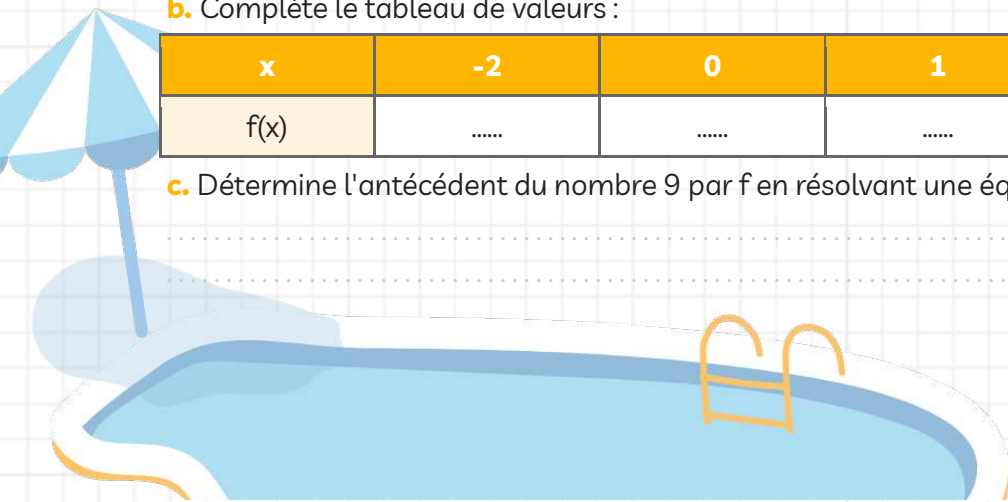 b. Complète le tableau de valeurs :
x -2 0 1
f(x) ...... ...... ......
c. Détermine l'antécédent du nombre 9 par f en résolvant une